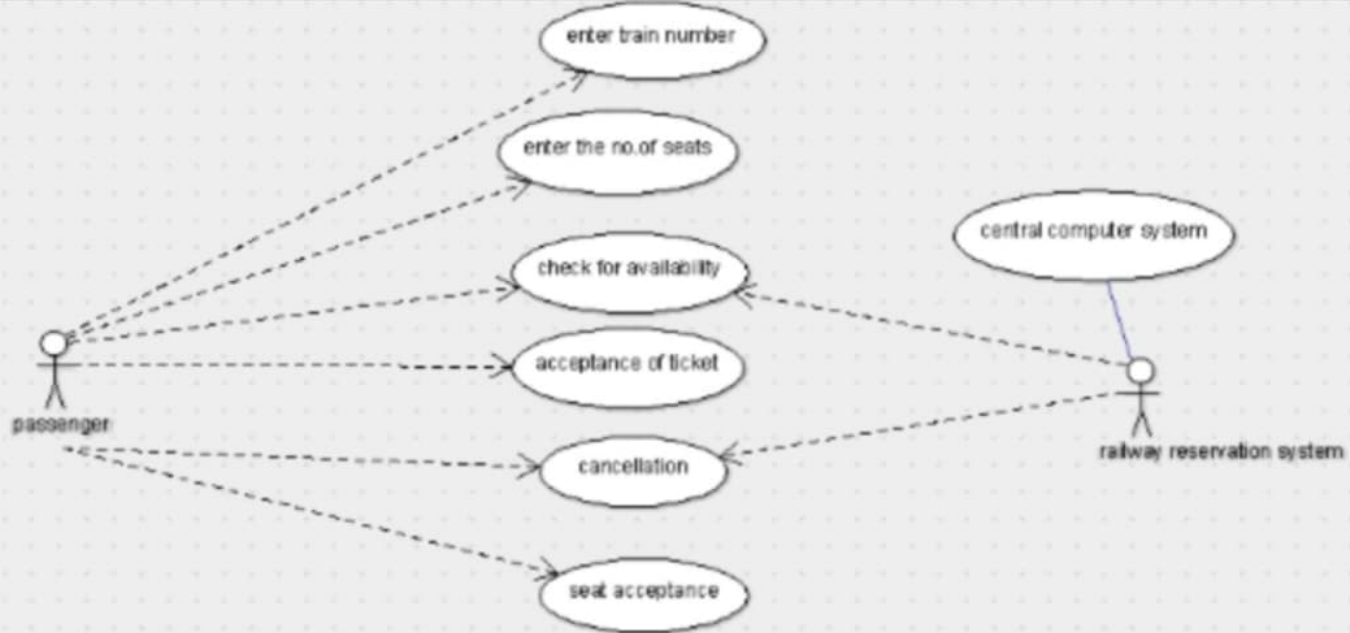 enter train number
enter the no.of seats
central computer system
check for availability
acceptance of ticket
passenger
railway reservation system
cancellation
seat acceptance